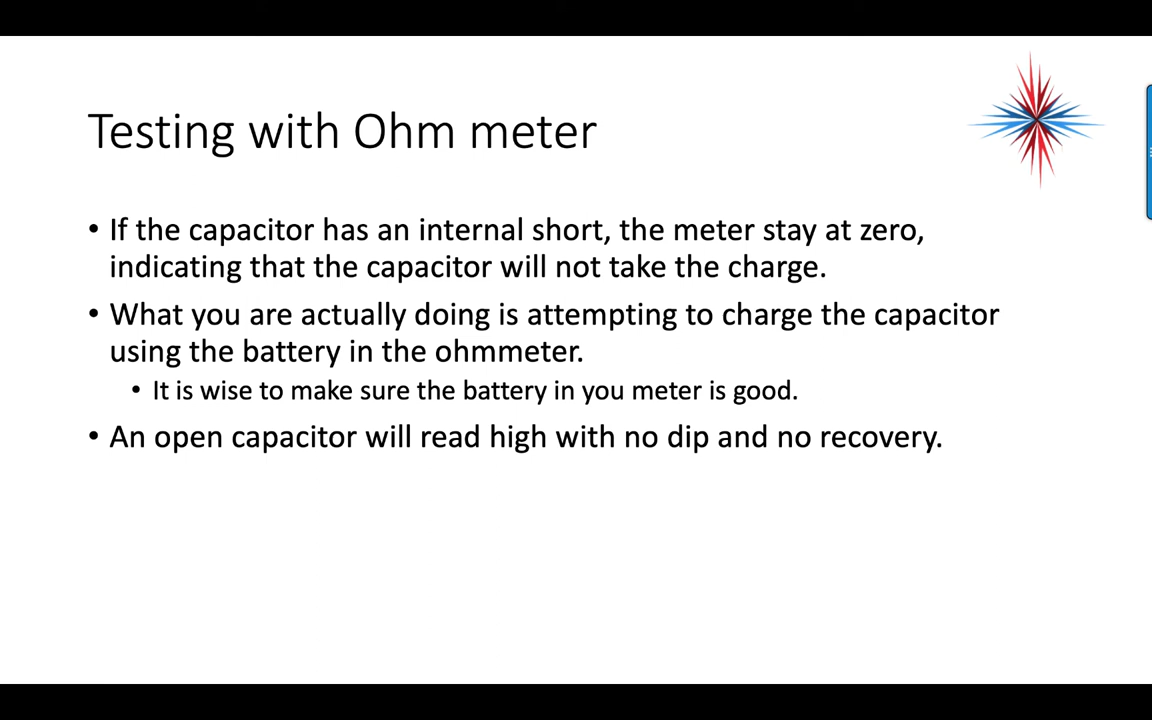 Testing with Ohm meter
• If the capacitor has an internal short, the meter stay at zero,
indicating that the capacitor will not take the charge.
• What you are actually doing is attempting to charge the capacitor
using the battery in the ohmmeter.
• It is wise to make sure the battery in you meter is good.
• An open capacitor will read high with no dip and no recovery.